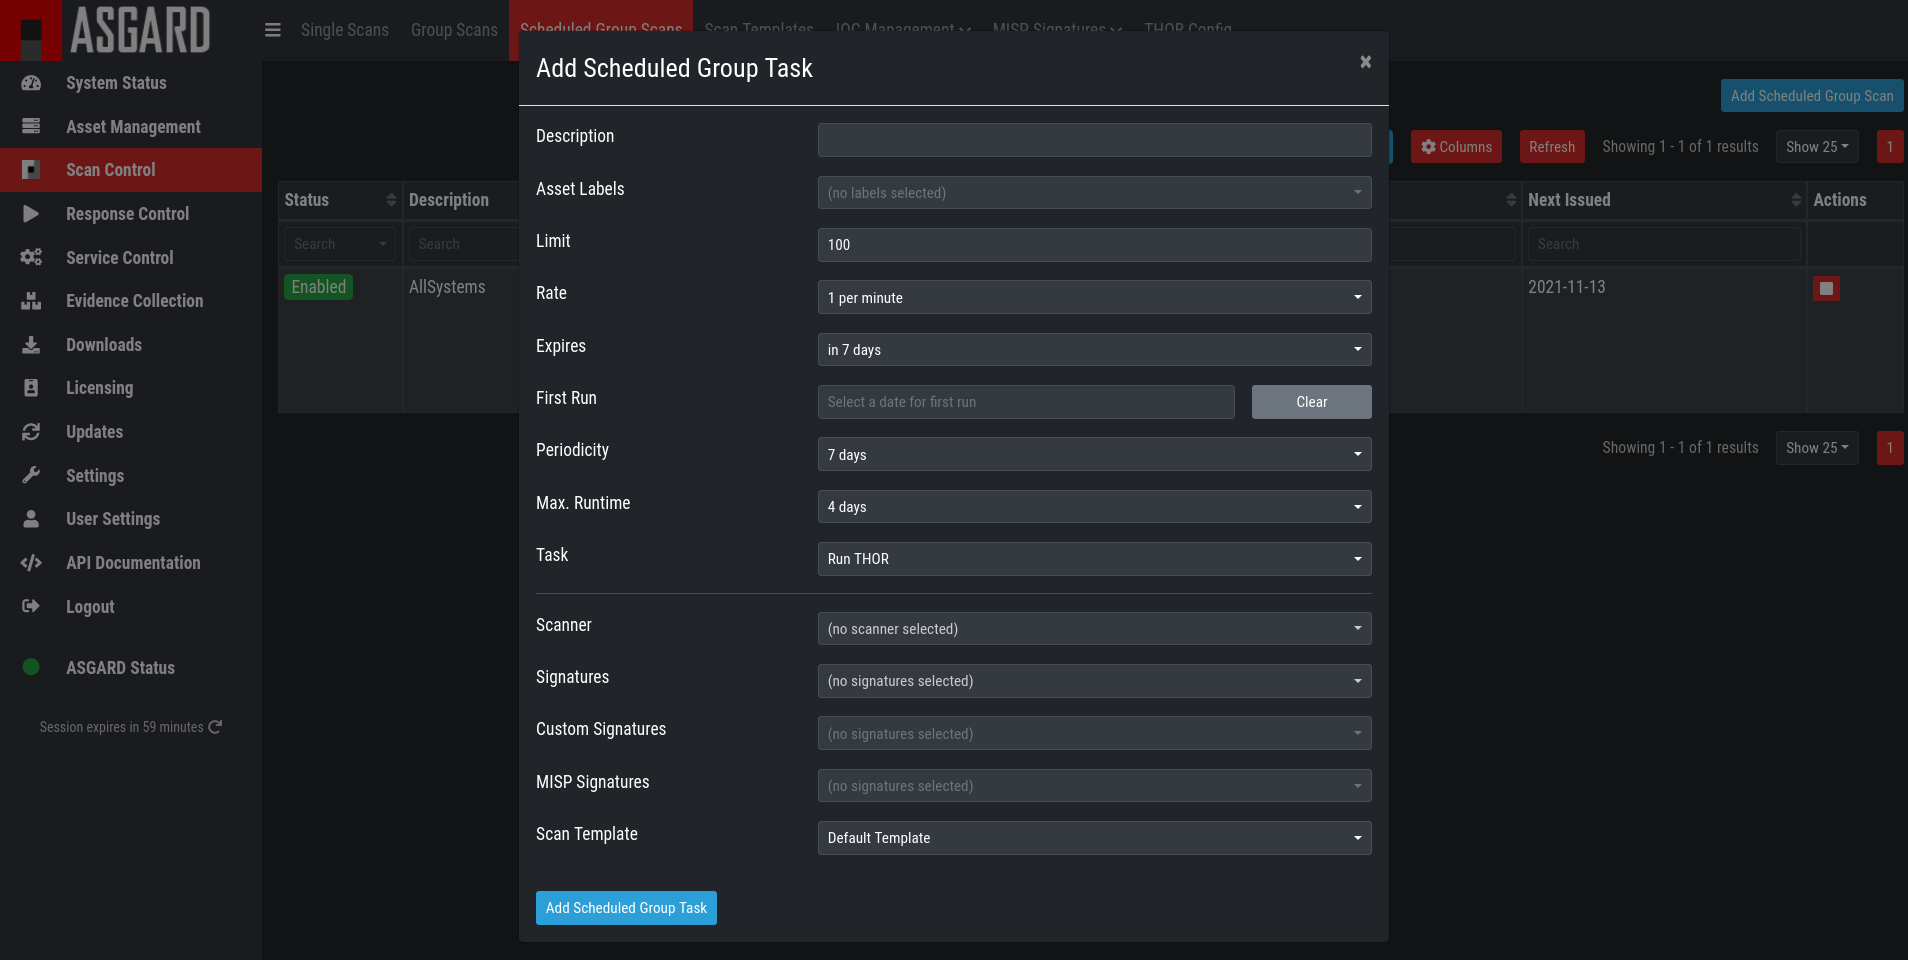 ASGARD
Single Scans
Group Scans
Scheduled Group Scans
Scan Templates
IOC Management
MISP Signatures
THOR Config
System Status
Asset Management
Scan Control
Response Control
Service Control
Evidence Collection
Downloads
Licensing
Updates
Settings
User Settings
API Documentation
Logout
ASGARD Status
Session expires in 59 minutes
Add Scheduled Group Scan
Columns
Refresh
Showing 1 - 1 of 1 results
Show 25
1
Status
Description
Next Issued
Actions
Search
Search
Search
Enabled
AllSystems
2021-11-13
Showing 1 - 1 of 1 results
Show 25
1
Add Scheduled Group Task
×
Description
Asset Labels
(no labels selected)
Limit
100
Rate
1 per minute
Expires
in 7 days
First Run
Select a date for first run
Clear
Periodicity
7 days
Max. Runtime
4 days
Task
Run THOR
Scanner
(no scanner selected)
Signatures
(no signatures selected)
Custom Signatures
(no signatures selected)
MISP Signatures
(no signatures selected)
Scan Template
Default Template
Add Scheduled Group Task